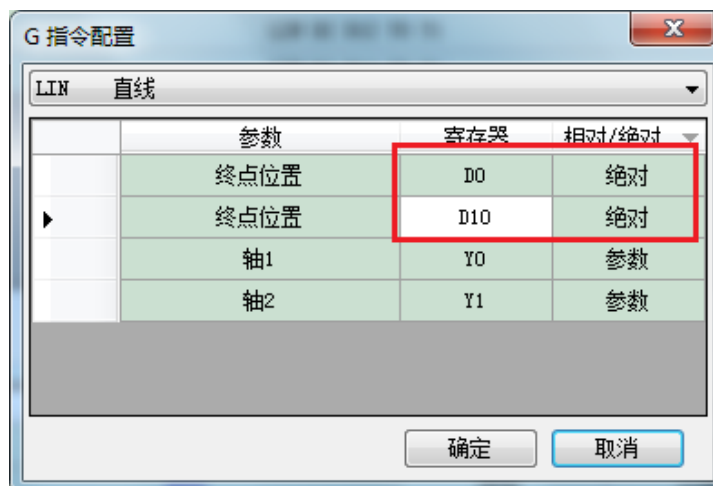 G 指令配置
LIN 直线
参数 寄存器 相对/绝对
终点位置 D0 绝对
终点位置 D10 绝对
轴1 Y0 参数
轴2 Y1 参数
确定 取消